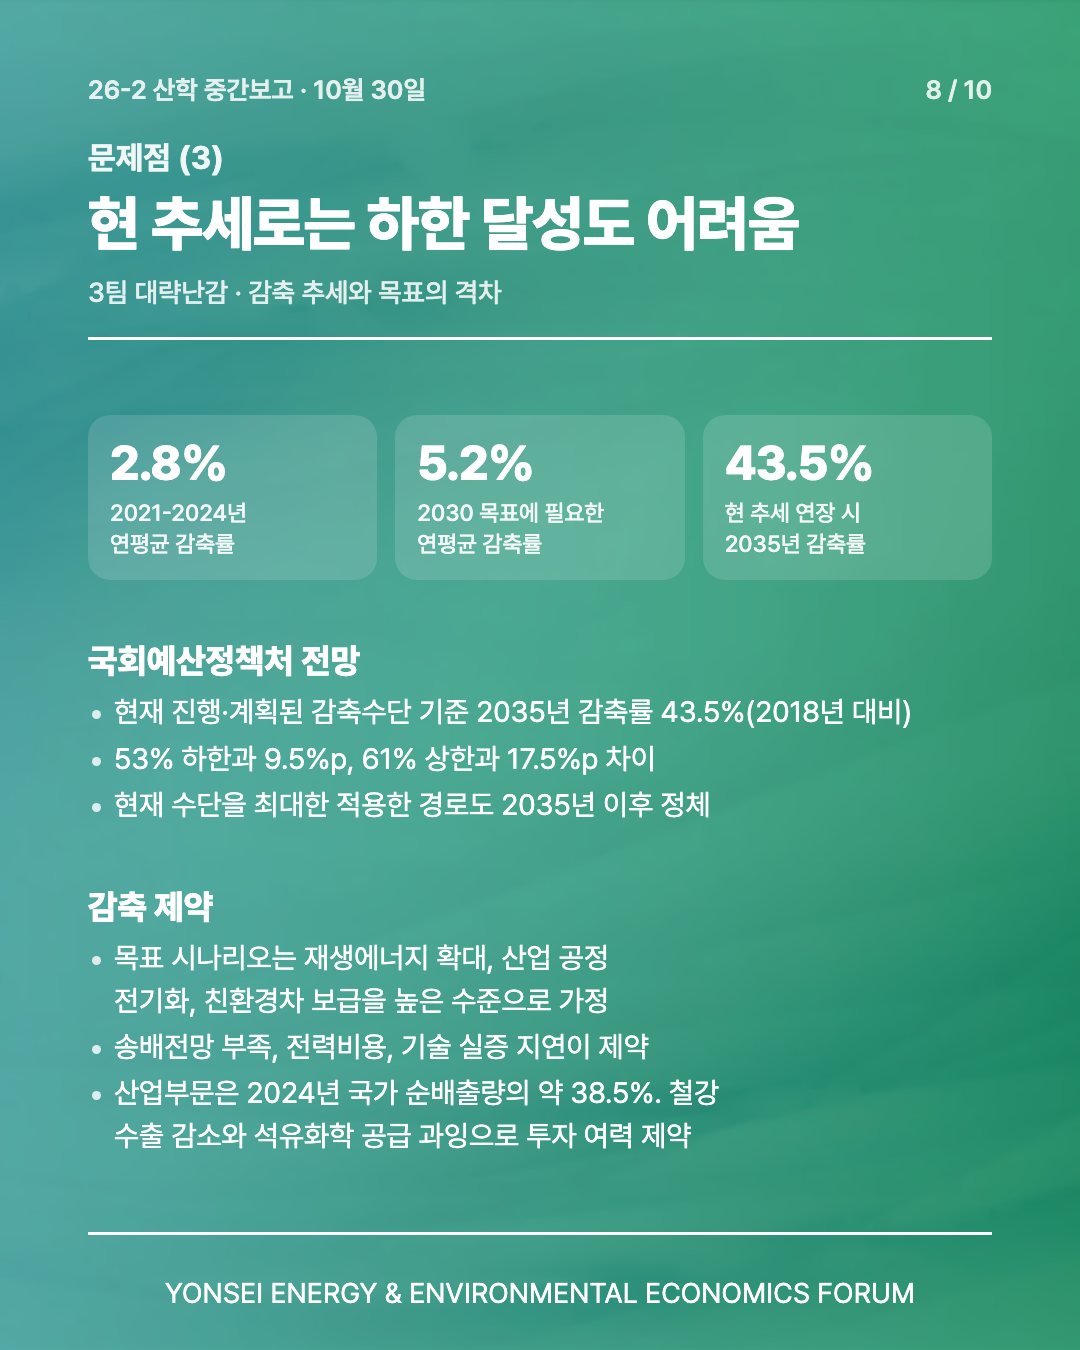 26-2 산학 중간보고 · 10월 30일
8 / 10
문제점 (3)
현 추세로는 하한 달성도 어려움
3팀 대략난감 · 감축 추세와 목표의 격차
2.8%
2021-2024년
연평균 감축률
5.2%
2030 목표에 필요한
연평균 감축률
43.5%
현 추세 연장 시
2035년 감축률
국회예산정책처 전망
• 현재 진행·계획된 감축수단 기준 2035년 감축률 43.5%(2018년 대비)
• 53% 하한과 9.5%p, 61% 상한과 17.5%p 차이
• 현재 수단을 최대한 적용한 경로도 2035년 이후 정체
감축 제약
• 목표 시나리오는 재생에너지 확대, 산업 공정
전기화, 친환경차 보급을 높은 수준으로 가정
• 송배전망 부족, 전력비용, 기술 실증 지연이 제약
• 산업부문은 2024년 국가 순배출량의 약 38.5%. 철강
수출 감소와 석유화학 공급 과잉으로 투자 여력 제약
YONSEI ENERGY & ENVIRONMENTAL ECONOMICS FORUM